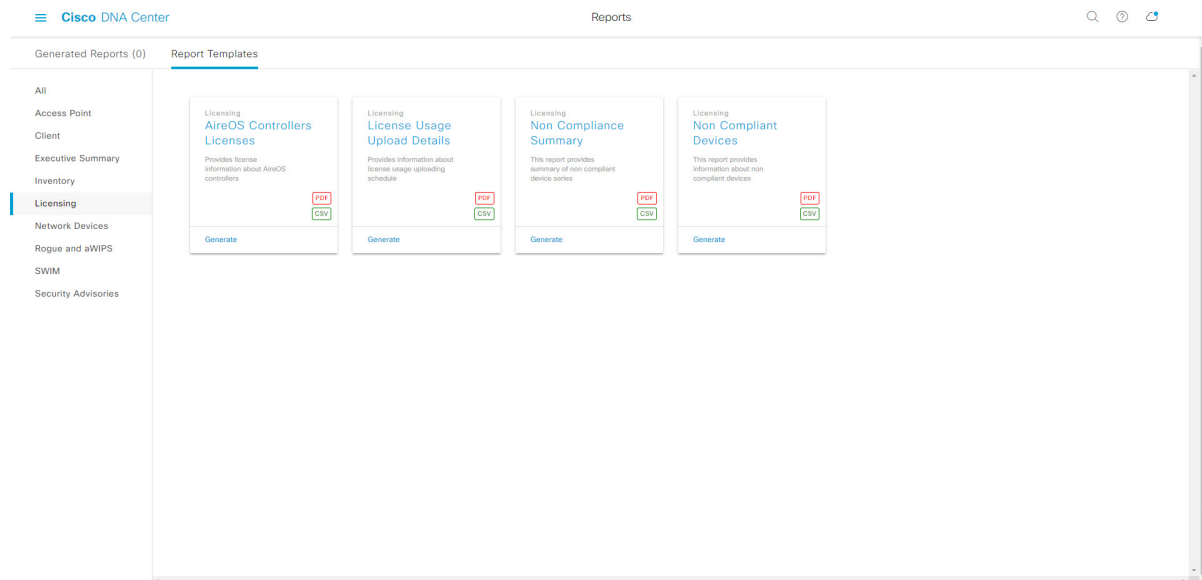 Cisco DNA Center
Reports
Generated Reports (0)
Report Templates
All
Access Point
Client
Executive Summary
Inventory
Licensing
Network Devices
Rogue and aWIPS
SWIM
Security Advisories
Licensing
AireOS Controllers
Licenses
Provides license
information about AireOS
controllers
PDF
CSV
Generate
Licensing
License Usage
Upload Details
Provides information about
license usage uploading
schedule
PDF
CSV
Generate
Licensing
Non Compliance
Summary
This report provides
summary of non compliant
device series
PDF
CSV
Generate
Licensing
Non Compliant
Devices
This report provides
information about non
compliant devices
PDF
CSV
Generate